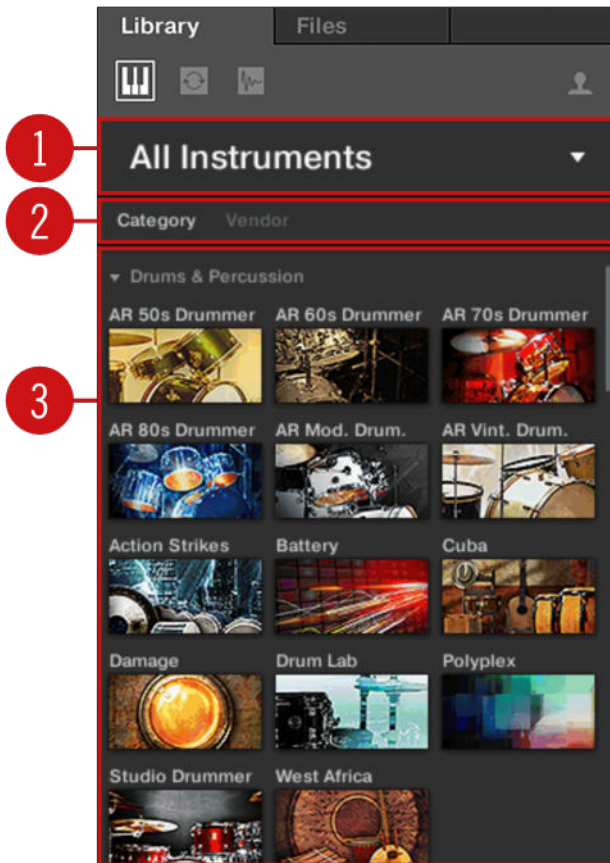 Library Files
1 All Instruments
2 Category Vendor
Drums & Percussion
AR 50s Drummer AR 60s Drummer AR 70s Drummer
3
AR 80s Drummer AR Mod. Drum. AR Vint. Drum.
Action Strikes Battery Cuba
Damage Drum Lab Polyplex
Studio Drummer West Africa